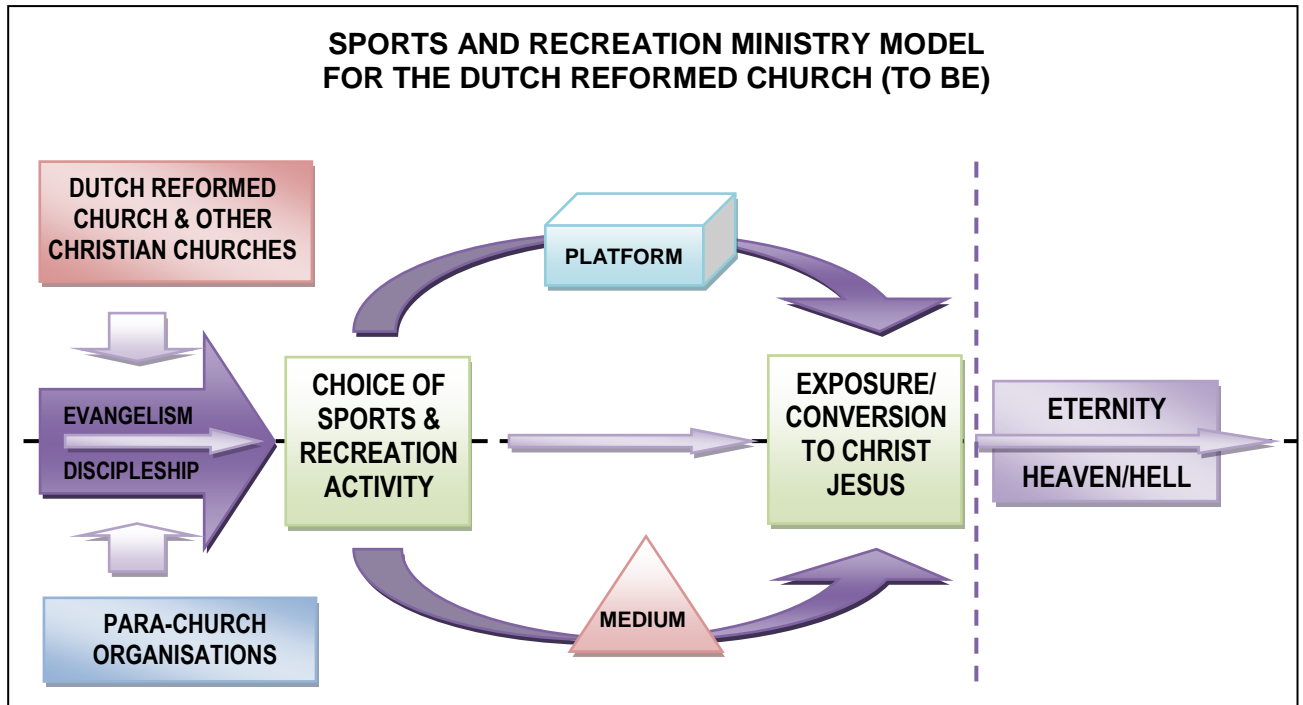 SPORTS AND RECREATION MINISTRY MODEL
FOR THE DUTCH REFORMED CHURCH (TO BE)
DUTCH REFORMED
CHURCH & OTHER
CHRISTIAN CHURCHES
EVANGELISM
DISCIPLESHIP
PARA-CHURCH
ORGANISATIONS
CHOICE OF
SPORTS &
RECREATION
ACTIVITY
PLATFORM
MEDIUM
EXPOSURE/
CONVERSION
TO CHRIST
JESUS
ETERNITY
HEAVEN/HELL